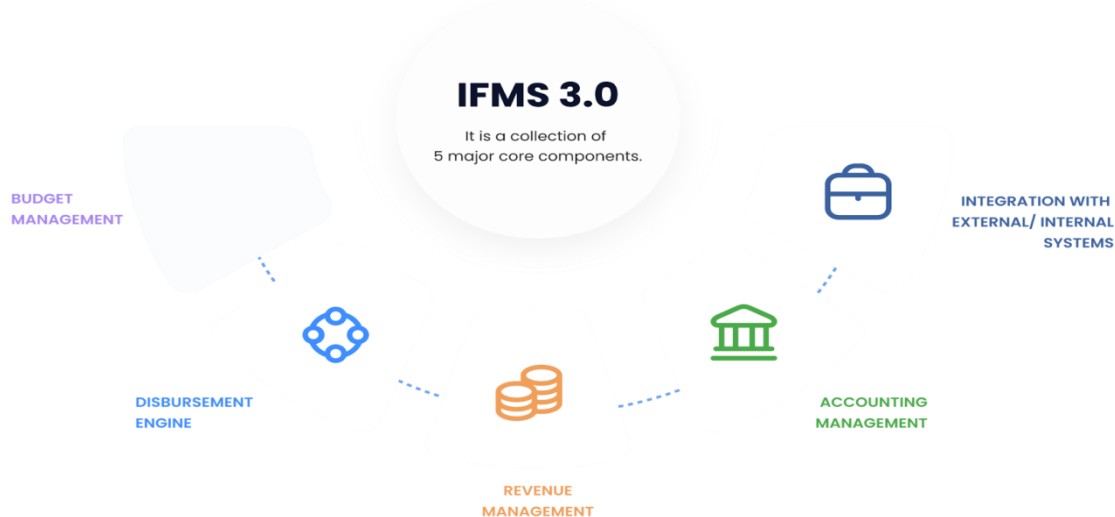 IFMS 3.0
It is a collection of
5 major core components.
BUDGET
MANAGEMENT
DISBURSEMENT
ENGINE
REVENUE
MANAGEMENT
ACCOUNTING
MANAGEMENT
INTEGRATION WITH
EXTERNAL/ INTERNAL
SYSTEMS